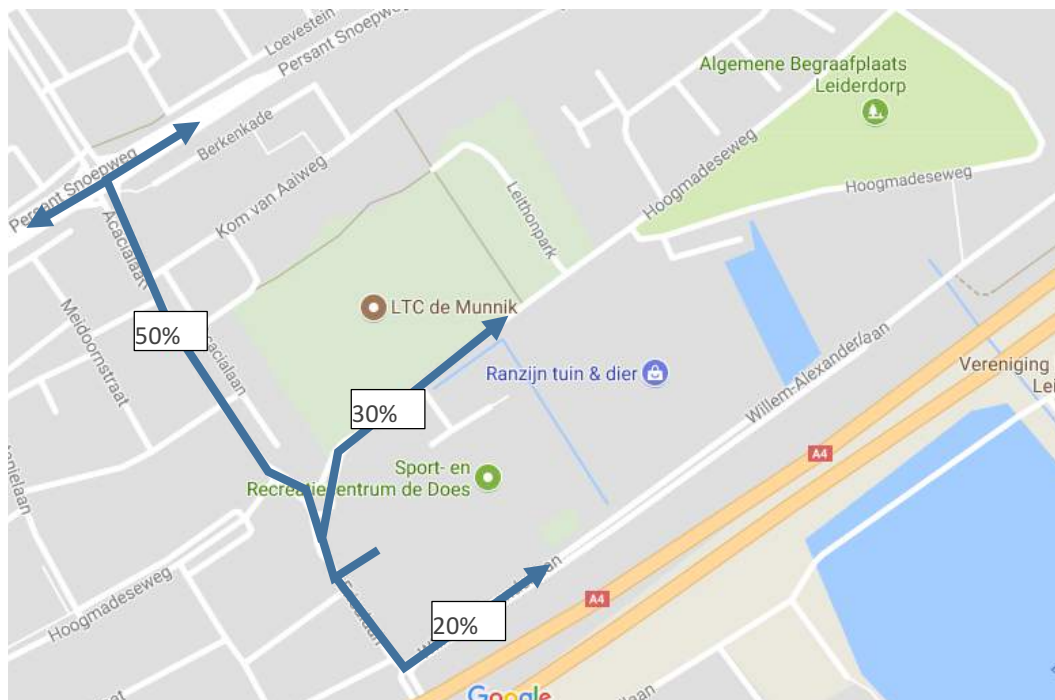 Loevestein
Persant Snoepweg
Algemene Begraafplaats
Leiderdorp
Berkenkade
Persant Snoepweg
Kom van Aaiweg
Hoogmadeseweg
Hoogmadeseweg
Leithonpark
Acacialaan
Meidoornstraat
LTC de Munnik
50%
Ranzijn tuin & dier
Willem-Alexanderlaan
Vereniging
30%
A4
Sport- en
Recreatiecentrum de Does
Hoogmadeseweg
A4
20%
Google